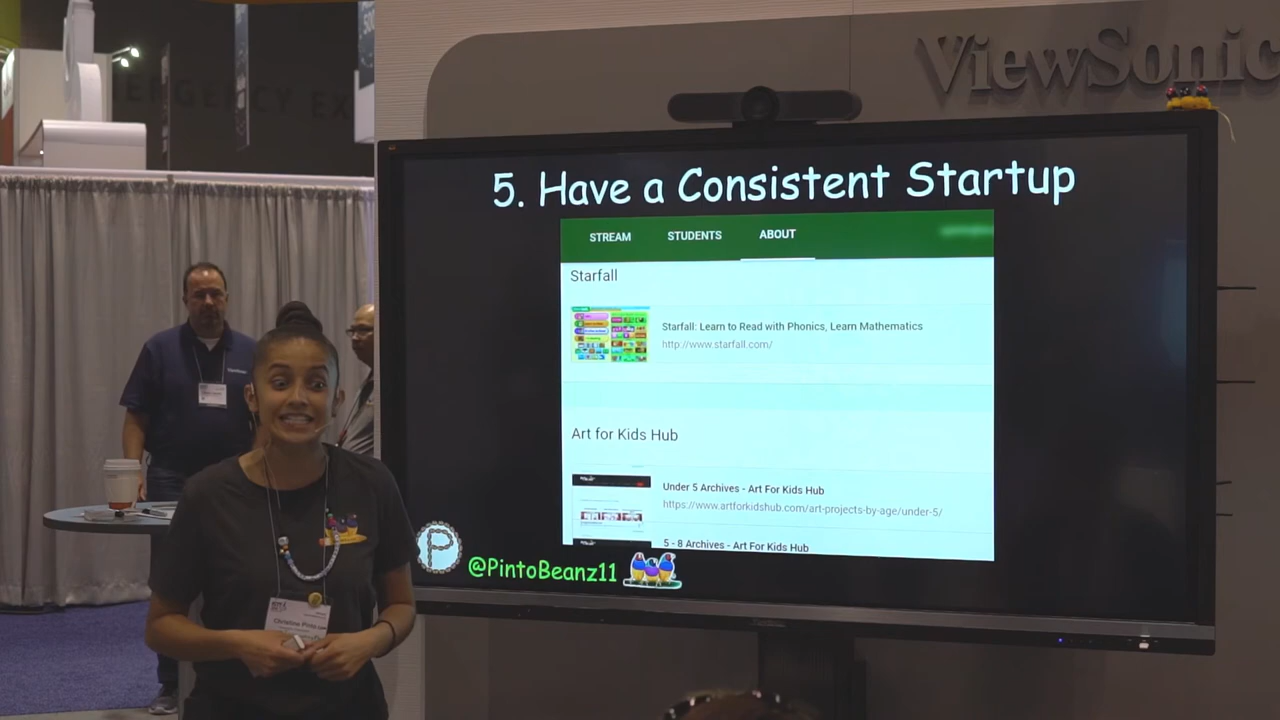 ViewSonic
5. Have a Consistent Startup
STREAM STUDENTS ABOUT
Starfall
Starfall: Learn to Read with Phonics, Learn Mathematics
http://www.starfall.com/
Art for Kids Hub
Under 5 Archives - Art For Kids Hub
https://www.artforkidshub.com/art-projects-by-age/under-5/
5 - 8 Archives - Art For Kids Hub
P
@PintoBeanz11
Christine Pinto